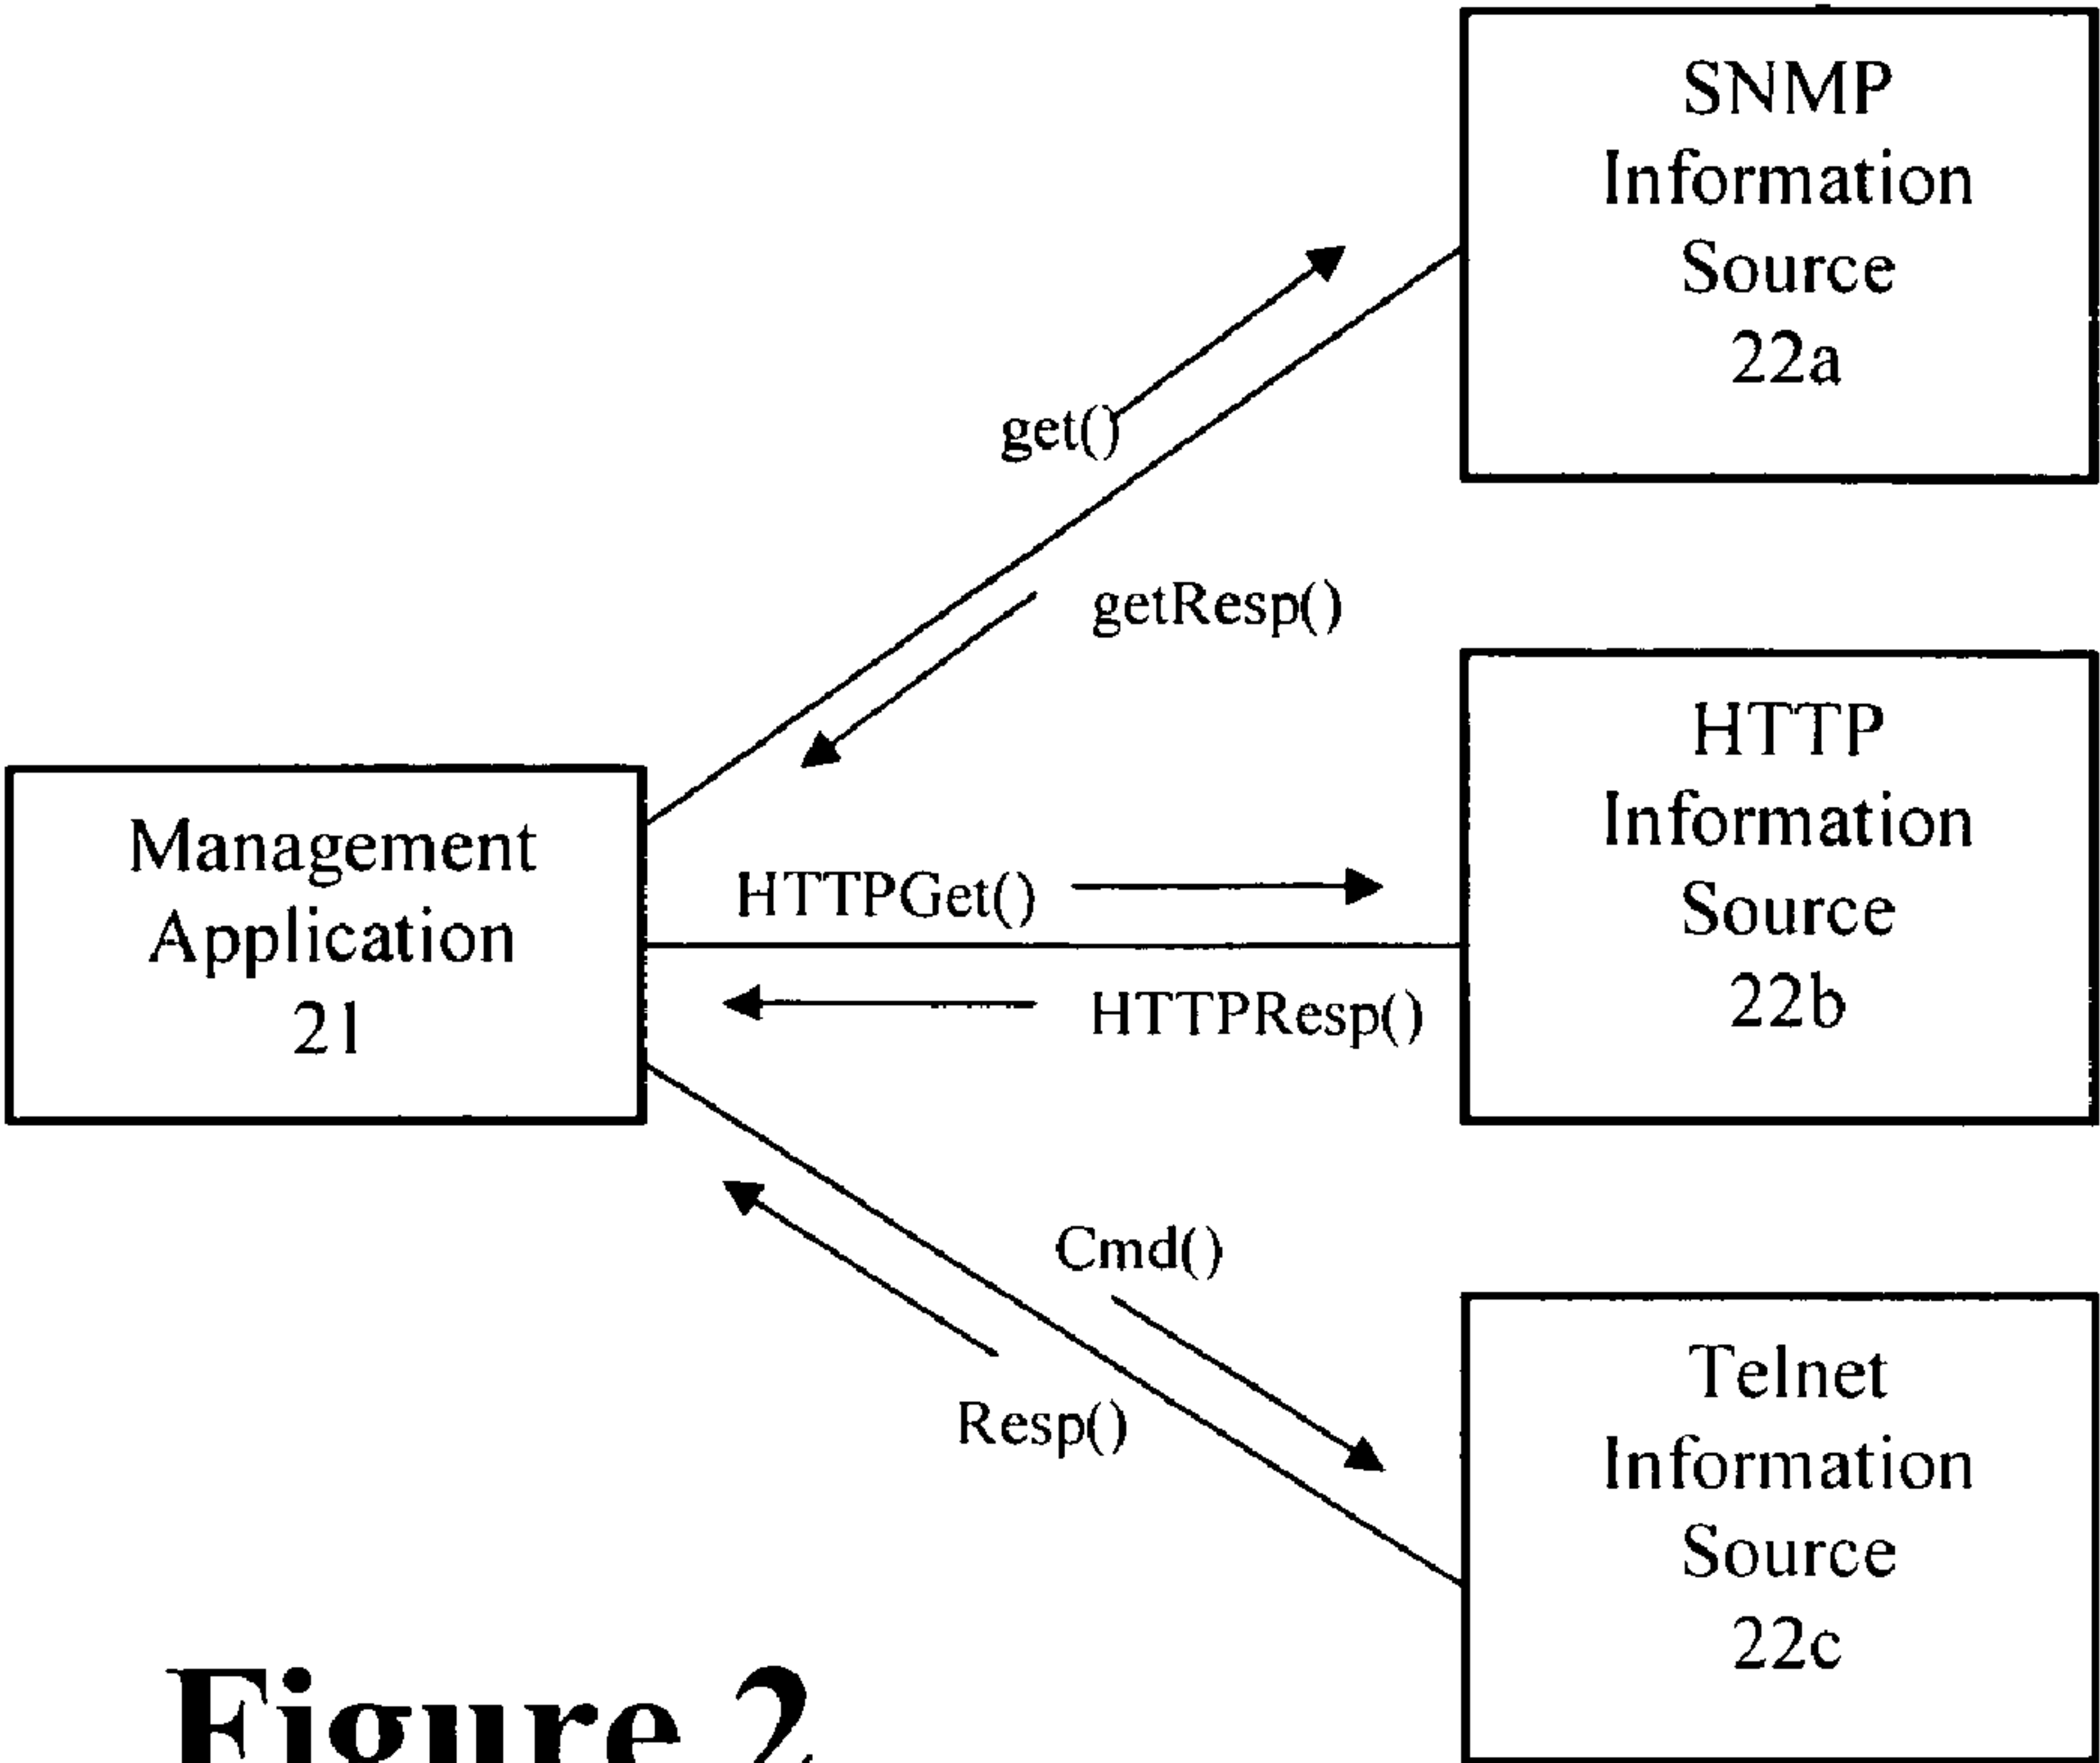 SNMP
Information
Source
22a
get()
getResp()
HTTP
Information
Source
22b
Management
Application
21
HTTPGet()
HTTPResp()
Cmd()
Resp()
Telnet
Information
Source
22c
Figure 2